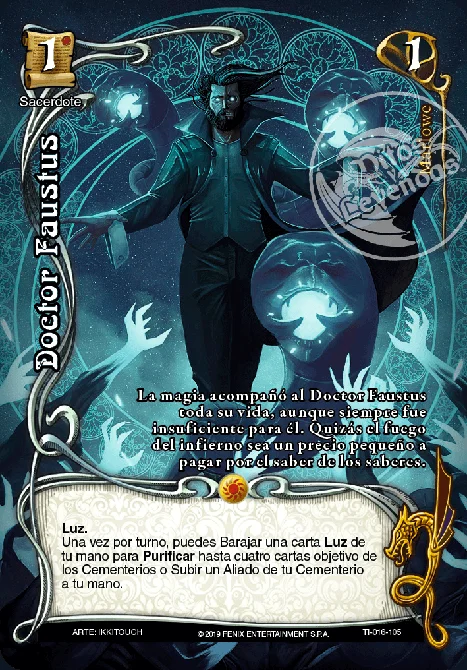 1
1
Sacerdote
Marlowe
Mitos
y
Leyendas
Doctor Faustus
La magia acompañó al Doctor Faustus
toda su vida, aunque siempre fue
insuficiente para él. Quizás el fuego
del infierno sea un precio pequeño a
pagar por el saber de los saberes.
Luz.
Una vez por turno, puedes Barajar una carta Luz de
tu mano para Purificar hasta cuatro cartas objetivo de
los Cementerios o Subir un Aliado de tu Cementerio
a tu mano.
ARTE: IKKITOUCH © 2019 FENIX ENTERTAINMENT S.P.A. TI-016-105